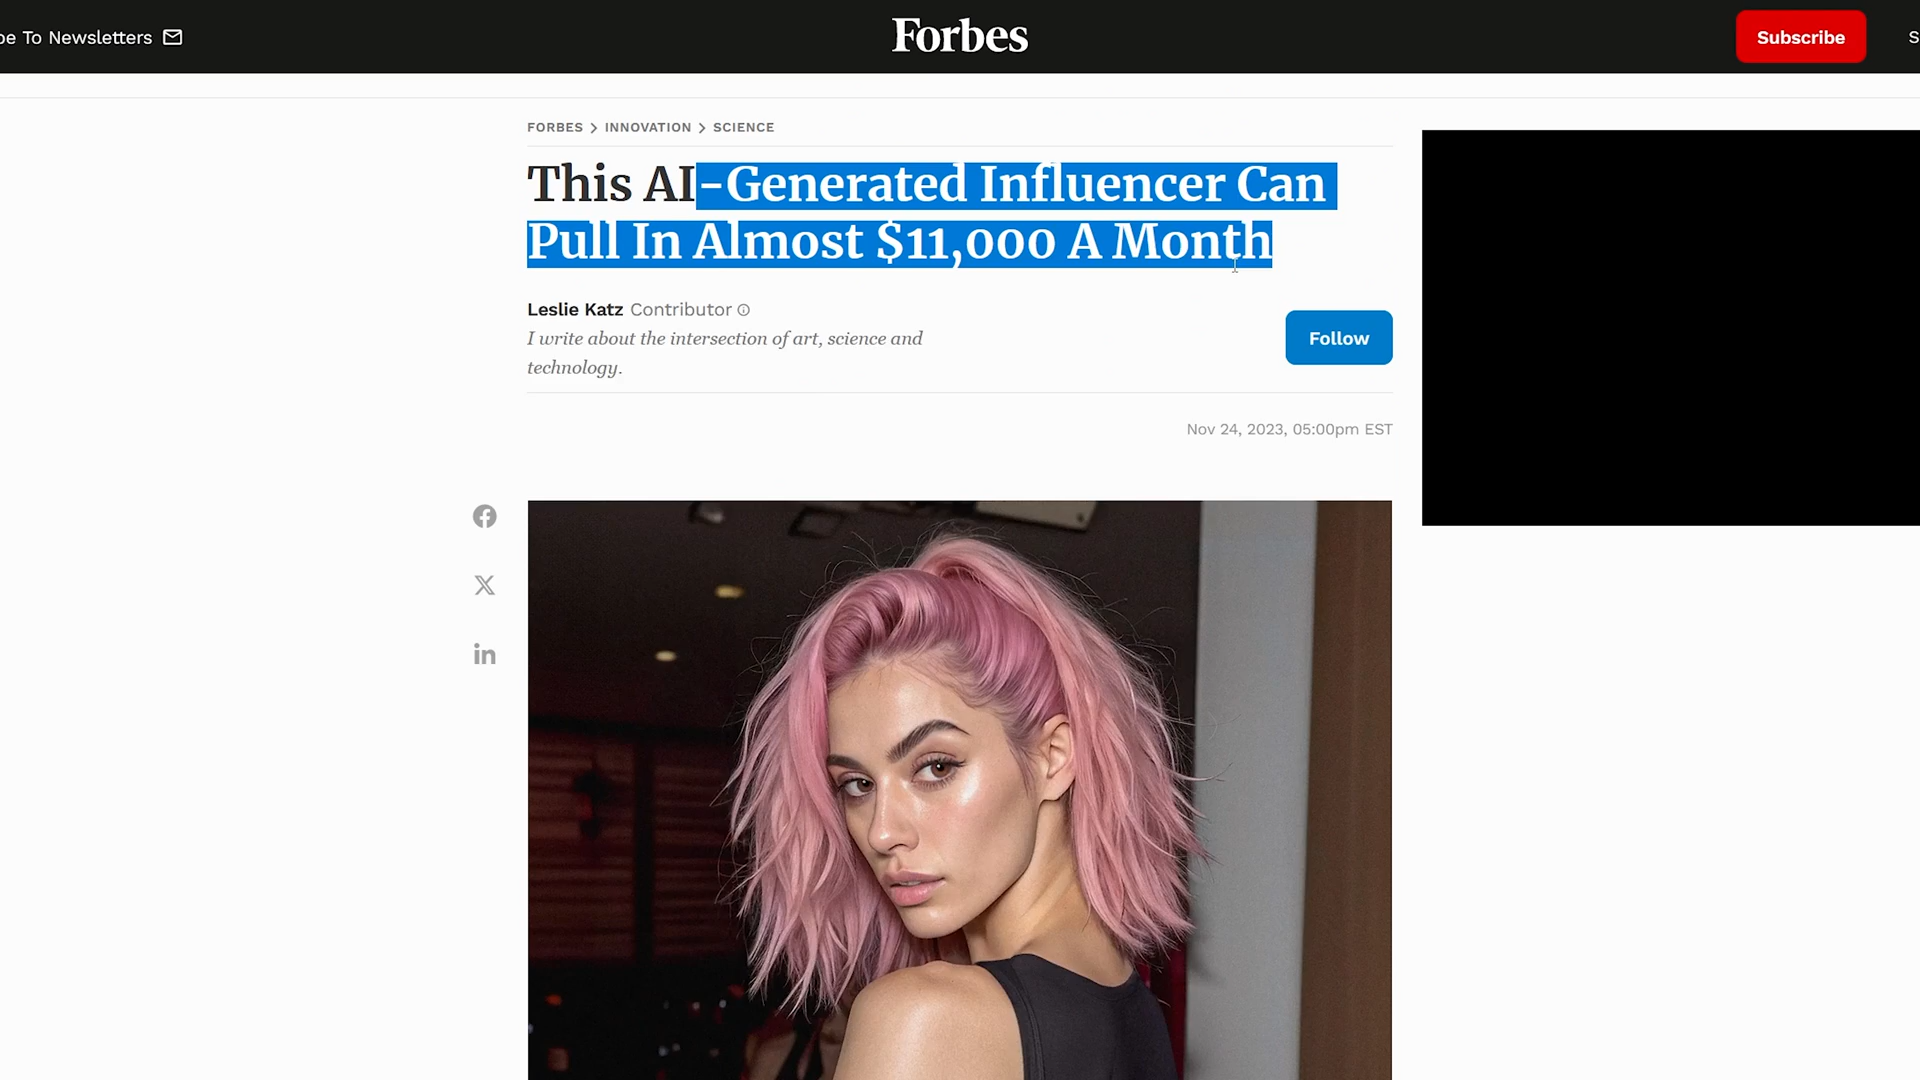 be To Newsletters
Forbes
Subscribe
S
FORBES > INNOVATION > SCIENCE
This AI-Generated Influencer Can
Pull In Almost $11,000 A Month
Leslie Katz Contributor
I write about the intersection of art, science and
technology.
Follow
Nov 24, 2023, 05:00pm EST